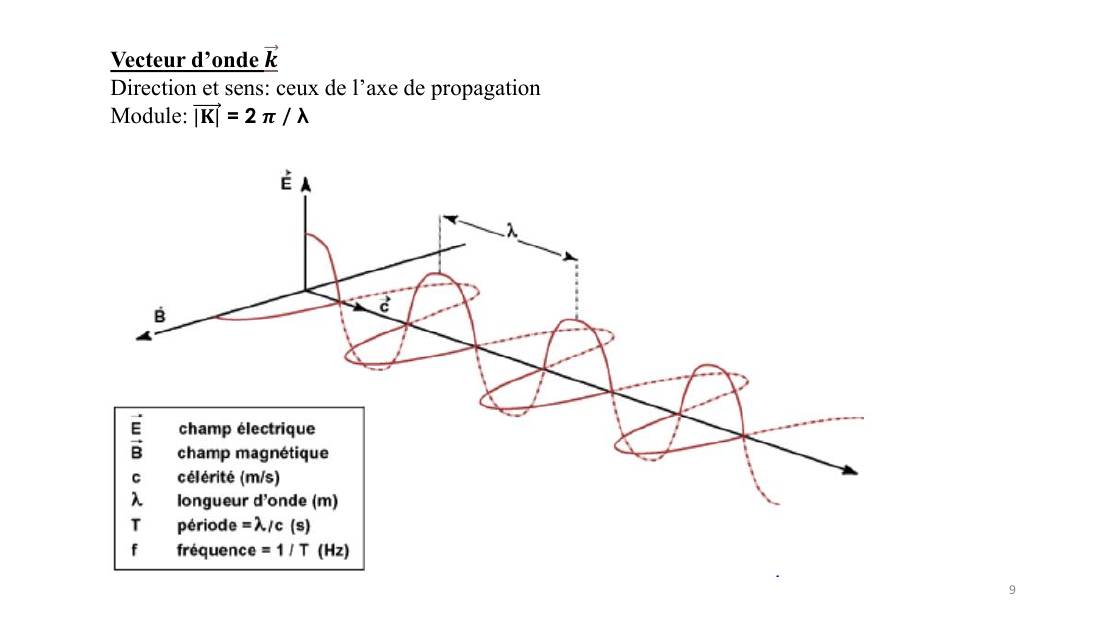 Vecteur d’onde k⃗
Direction et sens: ceux de l’axe de propagation
Module: |K⃗| = 2 π / λ
E⃗
λ
c⃗
B⃗
E⃗ champ électrique
B⃗ champ magnétique
c célérité (m/s)
λ longueur d'onde (m)
T période =λ/c (s)
f fréquence = 1 / T (Hz)
9